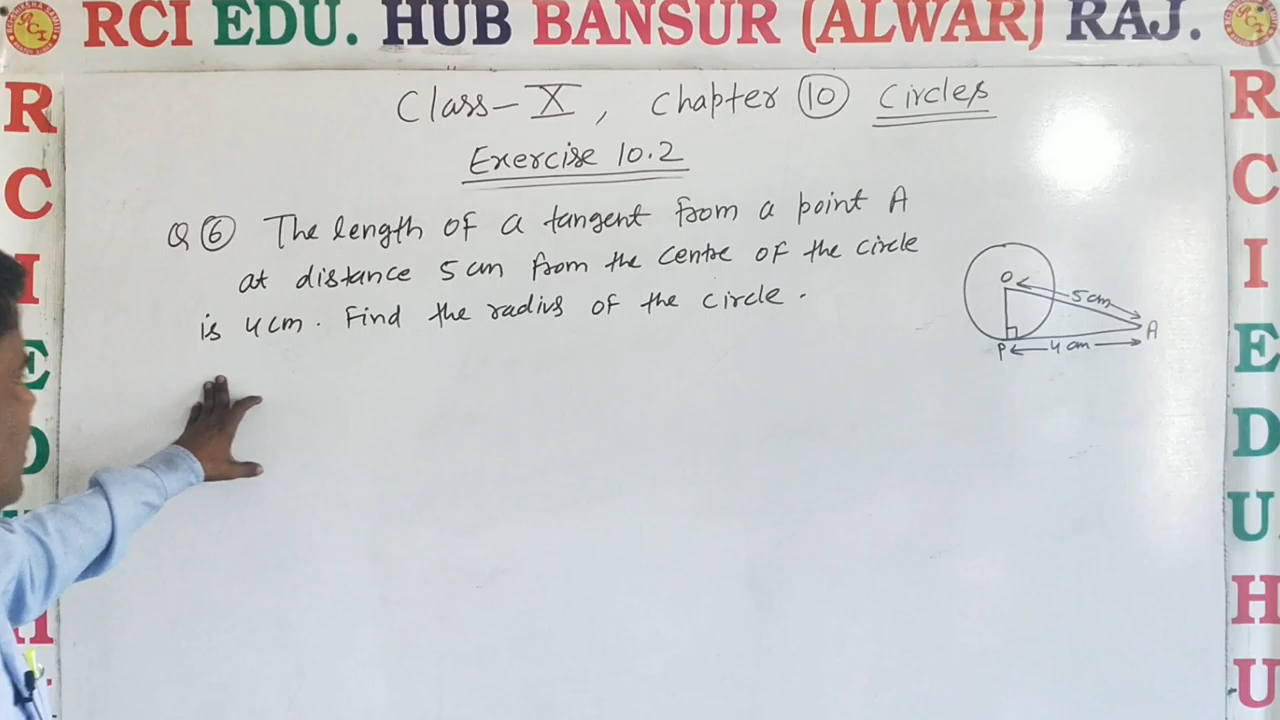 RCI EDU. HUB BANSUR (ALWAR) RAJ.
Class-X, Chapter 10 Circles
Exercise 10.2
Q 6 The length of a tangent from a point A
at distance 5 cm from the centre of the circle
is 4 cm. Find the radius of the circle.
O
5 cm
A
P
4 cm
R
C
I
E
D
R
C
I
E
D
U
H
U